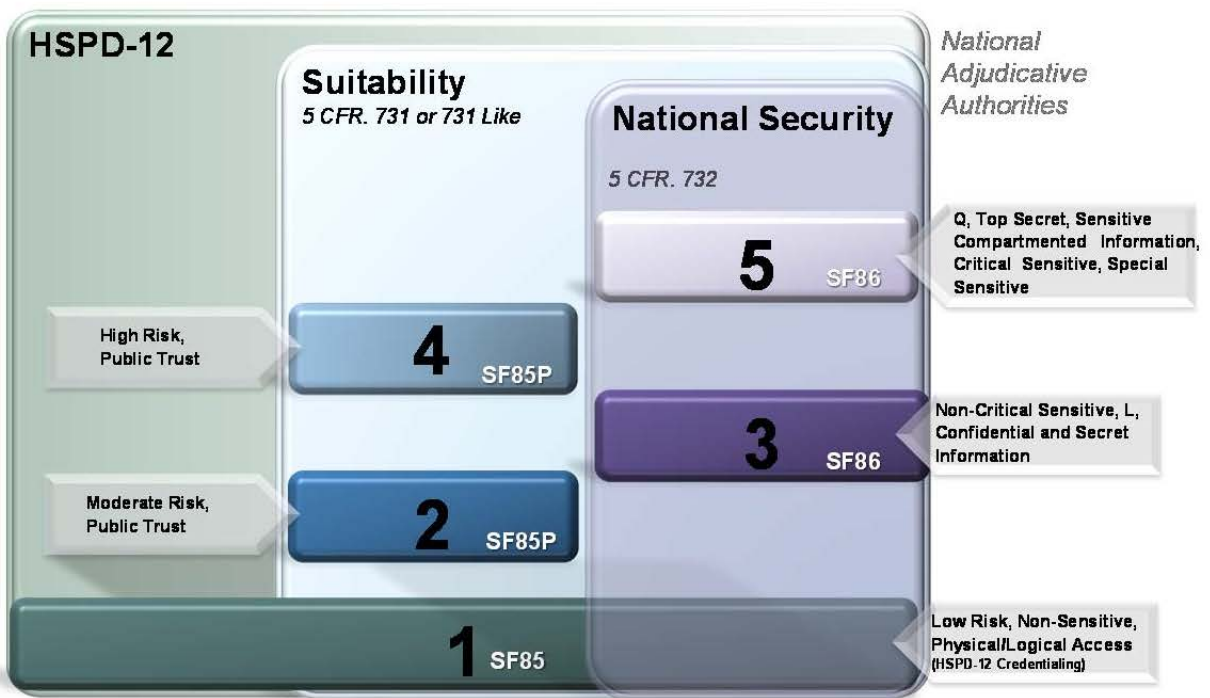 HSPD-12
National
Adjudicative
Authorities
Suitability
5 CFR. 731 or 731 Like
National Security
5 CFR. 732
5 SF86
Q, Top Secret, Sensitive
Compartmented Information,
Critical Sensitive, Special
Sensitive
High Risk,
Public Trust
4 SF85P
3 SF86
Non-Critical Sensitive, L,
Confidential and Secret
Information
Moderate Risk,
Public Trust
2 SF85P
1 SF85
Low Risk, Non-Sensitive,
Physical/Logical Access
(HSPD-12 Credentialing)